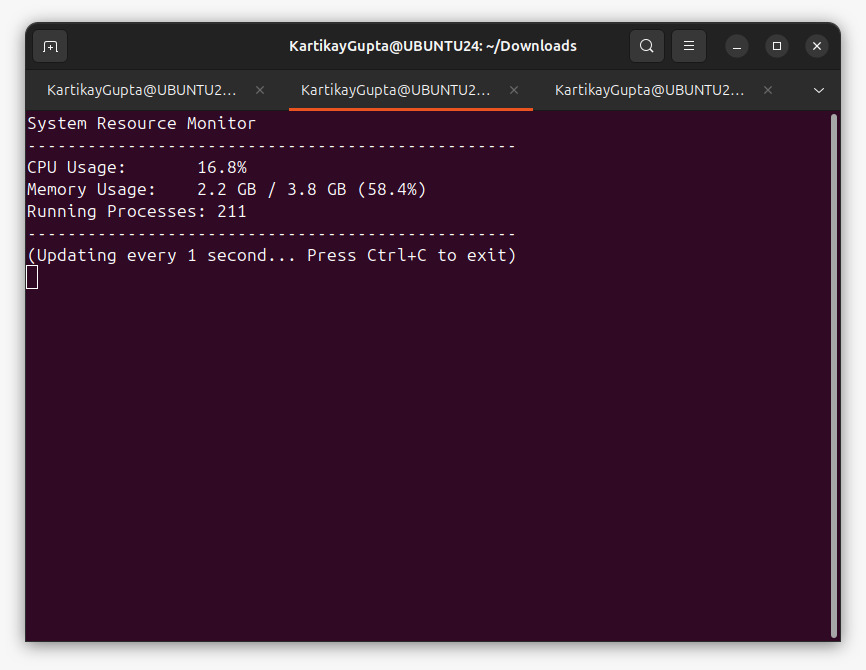 KartikayGupta@UBUNTU24: ~/Downloads
KartikayGupta@UBUNTU2... KartikayGupta@UBUNTU2... KartikayGupta@UBUNTU2...
System Resource Monitor
-------------------------------------------------
CPU Usage:       16.8%
Memory Usage:    2.2 GB / 3.8 GB (58.4%)
Running Processes: 211
-------------------------------------------------
(Updating every 1 second... Press Ctrl+C to exit)